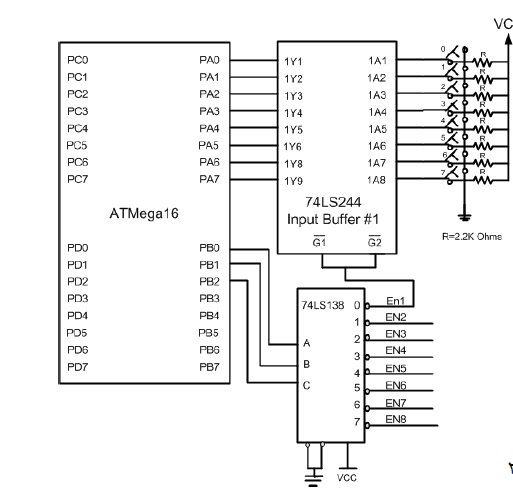 VC
PC0 PA0 1Y1 1A1 0 R
PC1 PA1 1Y2 1A2 1 R
PC2 PA2 1Y3 1A3 2 R
PC3 PA3 1Y4 1A4 3 R
PC4 PA4 1Y5 1A5 4 R
PC5 PA5 1Y6 1A6 5 R
PC6 PA6 1Y8 1A7 6 R
PC7 PA7 1Y9 1A8 7 R
ATMega16
74LS244
Input Buffer #1
G1 G2
R=2.2K Ohms
PD0 PB0
PD1 PB1
PD2 PB2
PD3 PB3
PD4 PB4
PD5 PB5
PD6 PB6
PD7 PB7
74LS138
A
B
C
0 En1
1 EN2
2 EN3
3 EN4
4 EN5
5 EN6
6 EN7
7 EN8
VCC